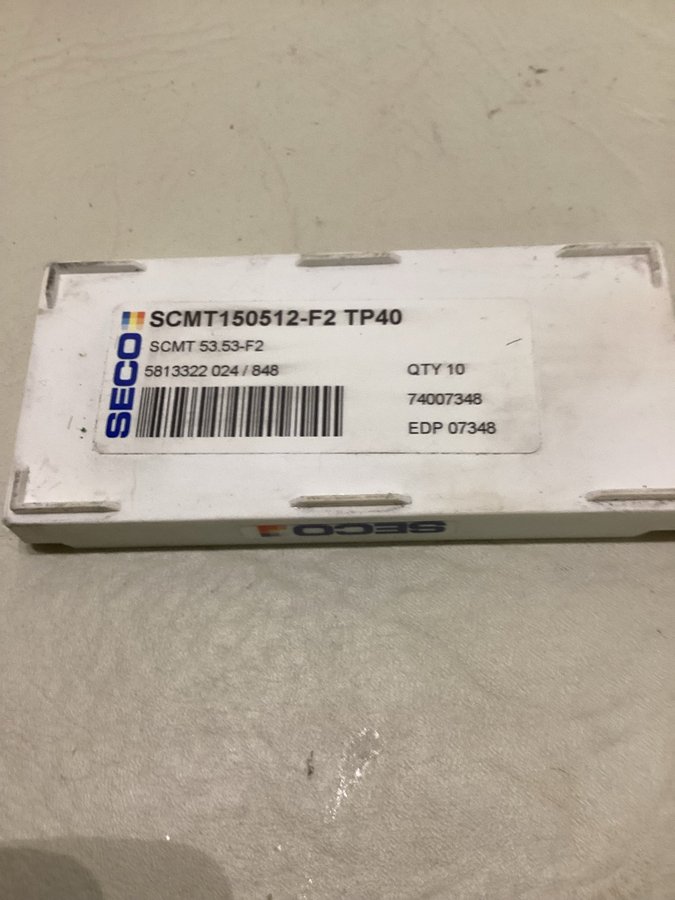 SECO
SCMT150512-F2 TP40
SCMT 53.53-F2
5813322 024 / 848
QTY 10
74007348
EDP 07348
SECO